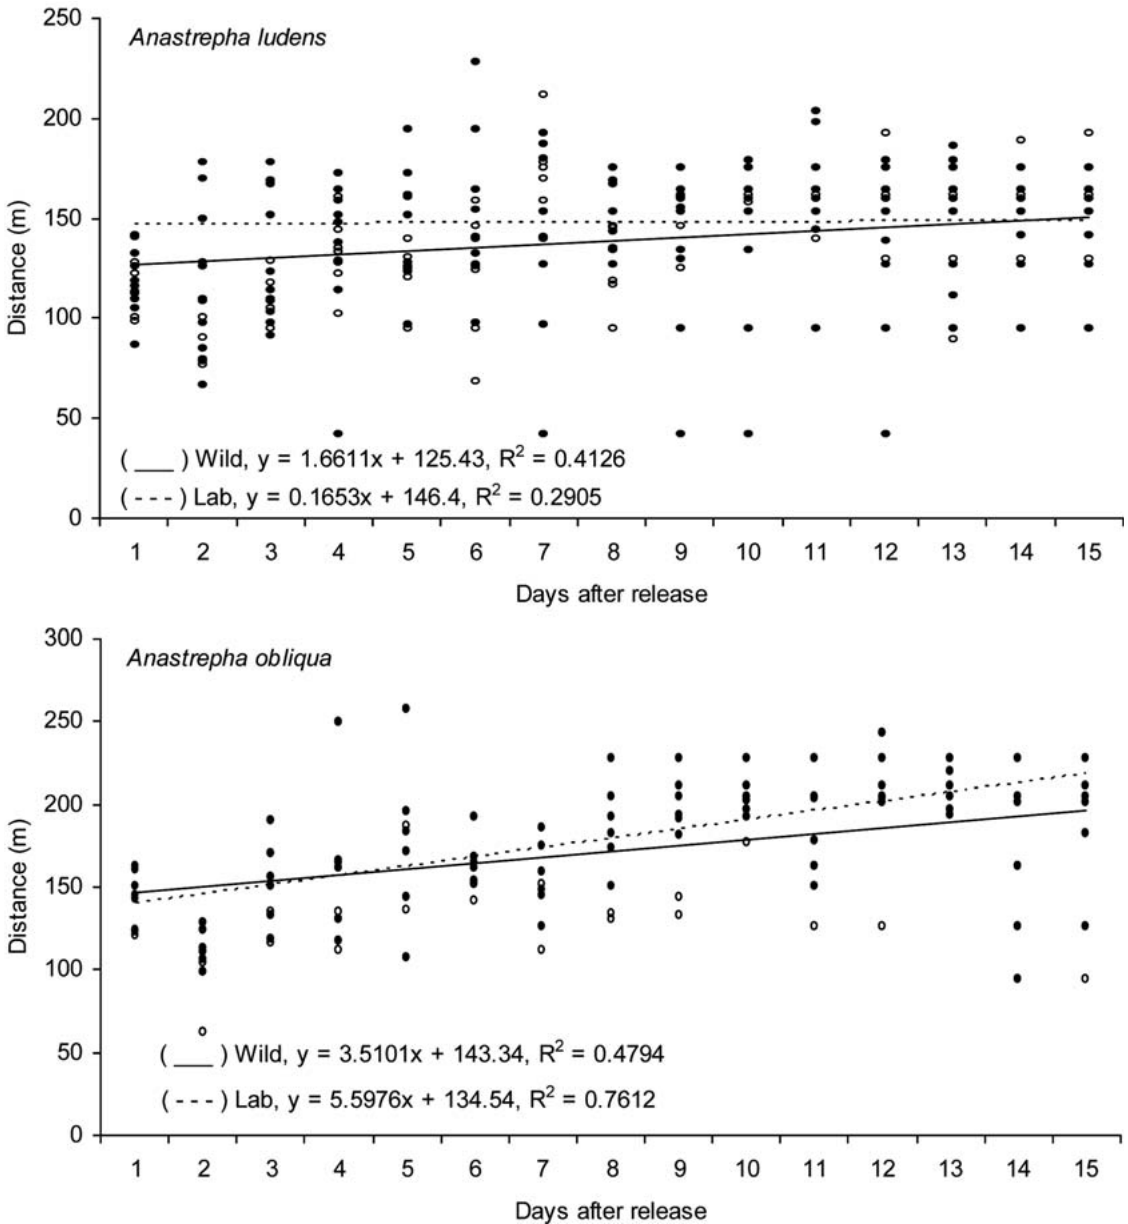 Anastrepha ludens
250
200
150
100
50
0
Distance (m)
( ___ ) Wild, y = 1.6611x + 125.43, R² = 0.4126
( - - - ) Lab, y = 0.1653x + 146.4, R² = 0.2905
1 2 3 4 5 6 7 8 9 10 11 12 13 14 15
Days after release
Anastrepha obliqua
300
250
200
150
100
50
0
Distance (m)
( ___ ) Wild, y = 3.5101x + 143.34, R² = 0.4794
( - - - ) Lab, y = 5.5976x + 134.54, R² = 0.7612
1 2 3 4 5 6 7 8 9 10 11 12 13 14 15
Days after release